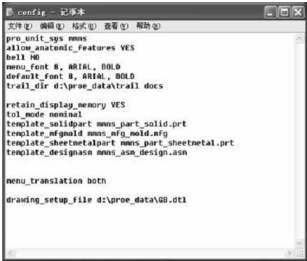 config - 记事本
文件(F) 编辑(E) 格式(O) 查看(V) 帮助(H)
pro_unit_sys mmns
allow_anatomic_features YES
bell NO
menu_font 8, ARIAL, BOLD
default_font 8, ARIAL, BOLD
trail_dir d:\proe_data\trail docs
retain_display_memory YES
tol_mode nominal
template_solidpart mmns_part_solid.prt
template_mfgmold mmns_mfg_mold.mfg
template_sheetmetalpart mmns_part_sheetmetal.prt
template_designasm mmns_asm_design.asm
menu_translation both
drawing_setup_file d:\proe_data\GB.dtl